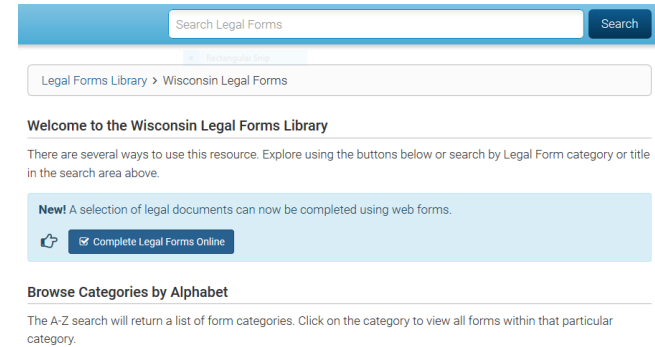 Search Legal Forms
Search
Rectangular Snip
Legal Forms Library > Wisconsin Legal Forms
Welcome to the Wisconsin Legal Forms Library
There are several ways to use this resource. Explore using the buttons below or search by Legal Form category or title
in the search area above.
New! A selection of legal documents can now be completed using web forms.
Complete Legal Forms Online
Browse Categories by Alphabet
The A-Z search will return a list of form categories. Click on the category to view all forms within that particular
category.